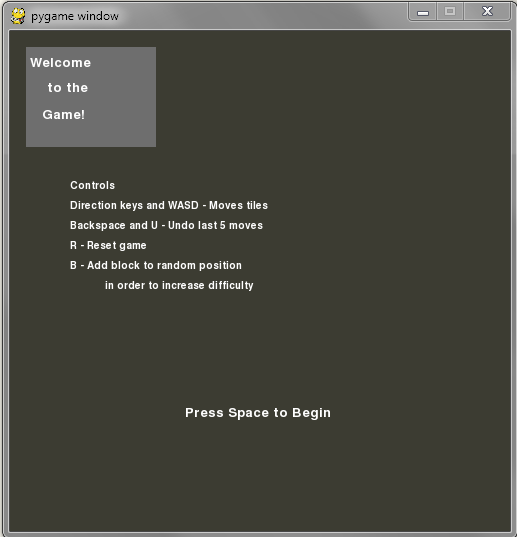 pygame window
Welcome
to the
Game!
Controls
Direction keys and WASD - Moves tiles
Backspace and U - Undo last 5 moves
R - Reset game
B - Add block to random position
in order to increase difficulty
Press Space to Begin